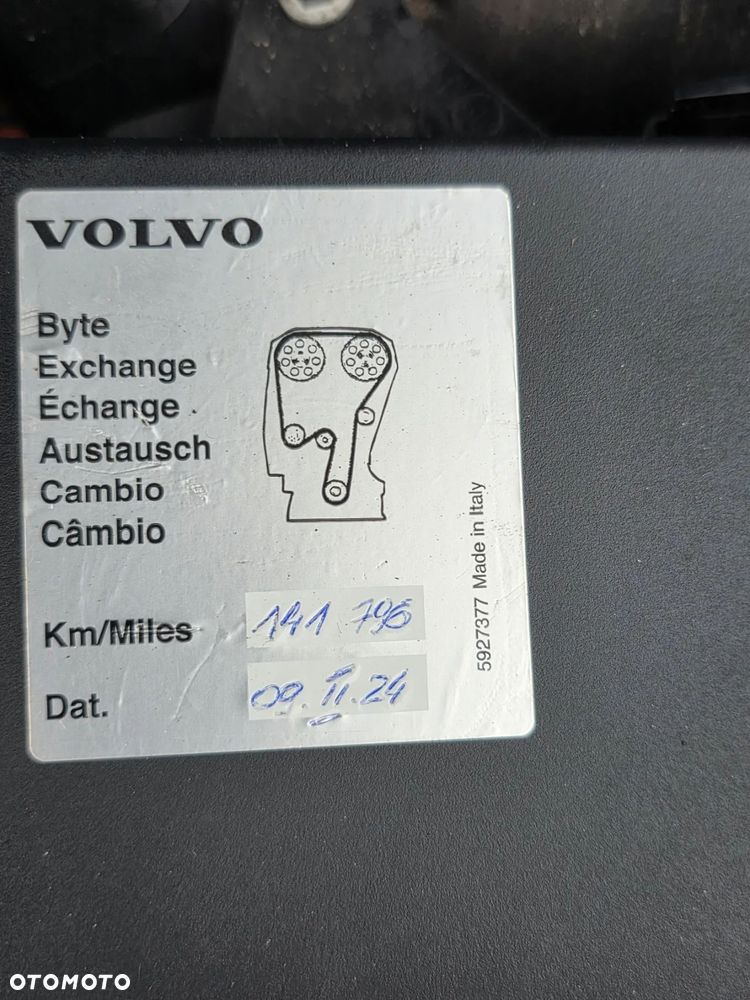 VOLVO
Byte
Exchange
Échange
Austausch
Cambio
Câmbio
Km/Miles 141 796
Dat. 09.II.24
5927377 Made in Italy
OTOMOTO